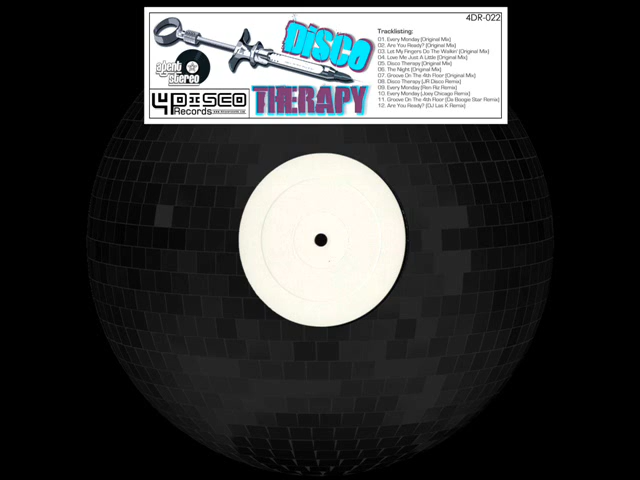 4DR-022
Disco
THERAPY
agent
stereo
4DISCO
Records
Tracklisting:
01. Every Monday (Original Mix)
02. Are You Ready? (Original Mix)
03. Let My Fingers Do The Walkin' (Original Mix)
04. Love Me Just A Little (Original Mix)
05. Disco Therapy (Original Mix)
06. The Night (Original Mix)
07. Groove On The 4th Floor (Original Mix)
08. Disco Therapy (JR.Disco Remix)
09. Every Monday (Ren Riz Remix)
10. Every Monday (Joey Chicago Remix)
11. Groove On The 4th Floor (Da Boogie Star Remix)
12. Are You Ready? (DJ Las K Remix)